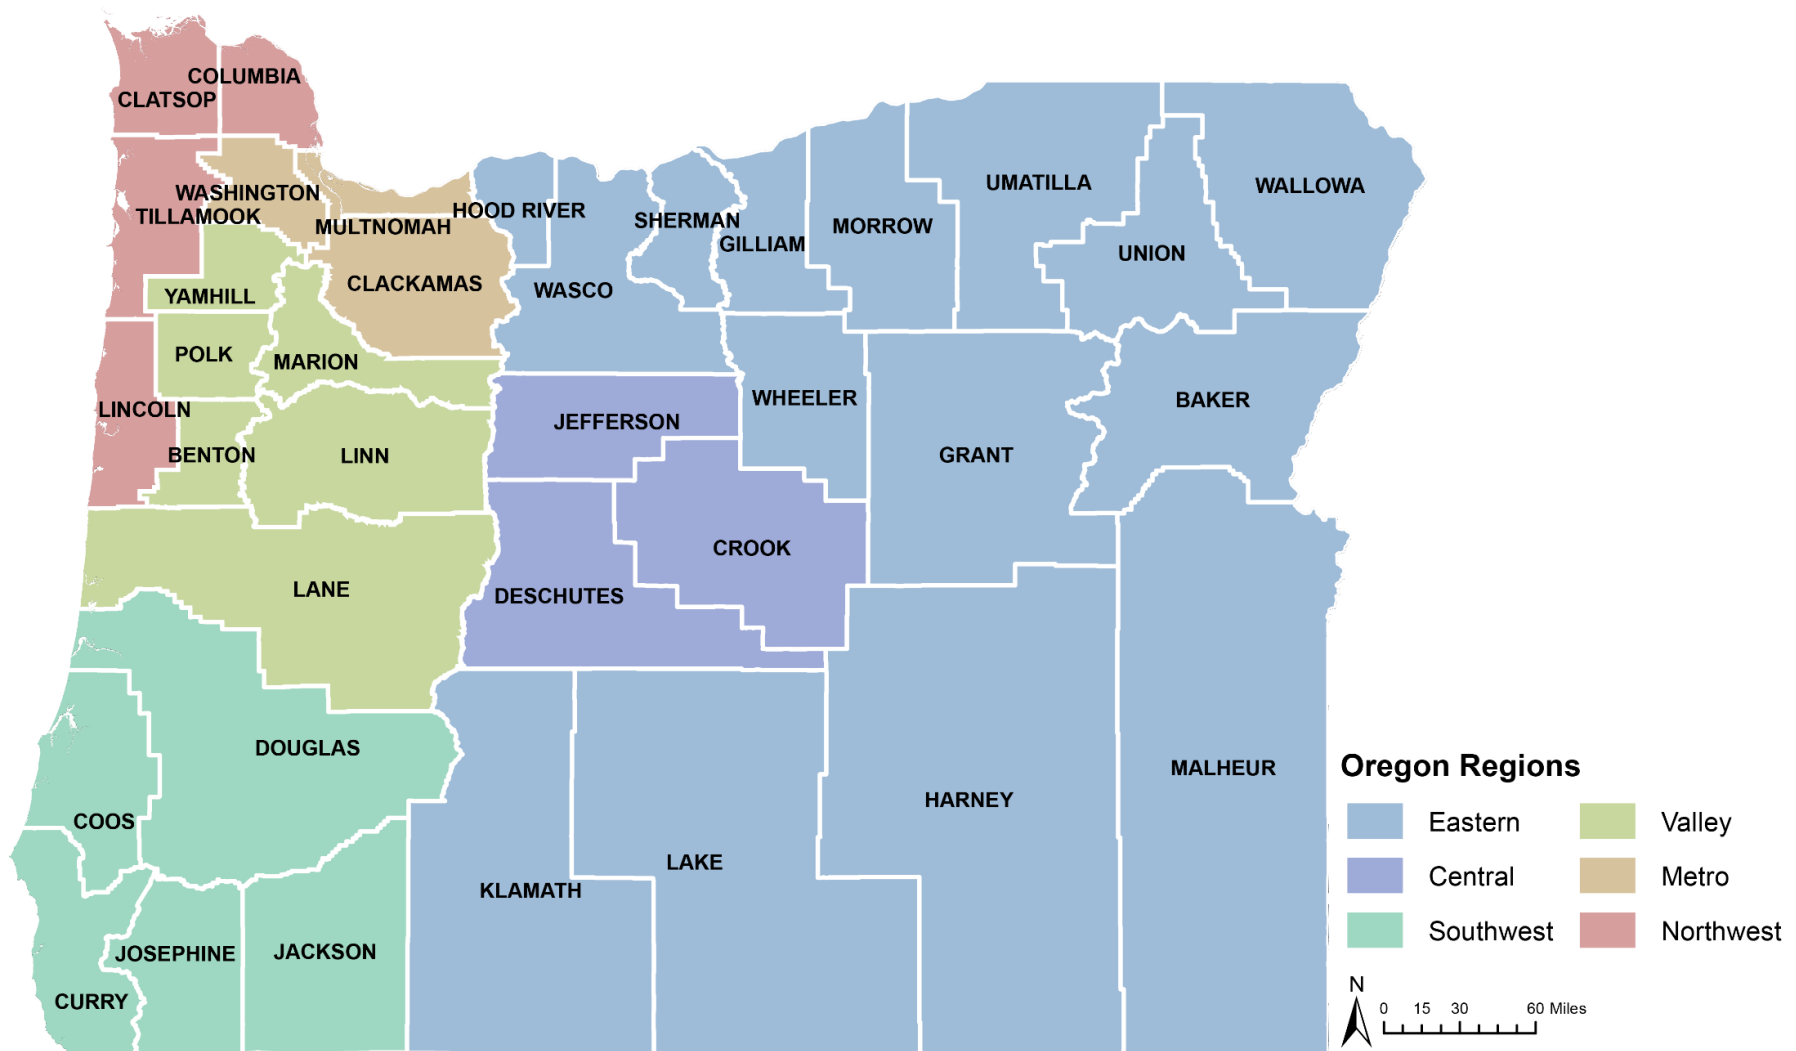 COLUMBIA
CLATSOP
WASHINGTON
TILLAMOOK
MULTNOMAH
HOOD RIVER
SHERMAN
GILLIAM
MORROW
UMATILLA
WALLOWA
UNION
CLACKAMAS
WASCO
YAMHILL
POLK
MARION
LINCOLN
BENTON
LINN
JEFFERSON
WHEELER
GRANT
BAKER
CROOK
DESCHUTES
LANE
DOUGLAS
COOS
CURRY
JOSEPHINE
JACKSON
KLAMATH
LAKE
HARNEY
MALHEUR
Oregon Regions
Eastern
Valley
Central
Metro
Southwest
Northwest
N
0 15 30 60 Miles